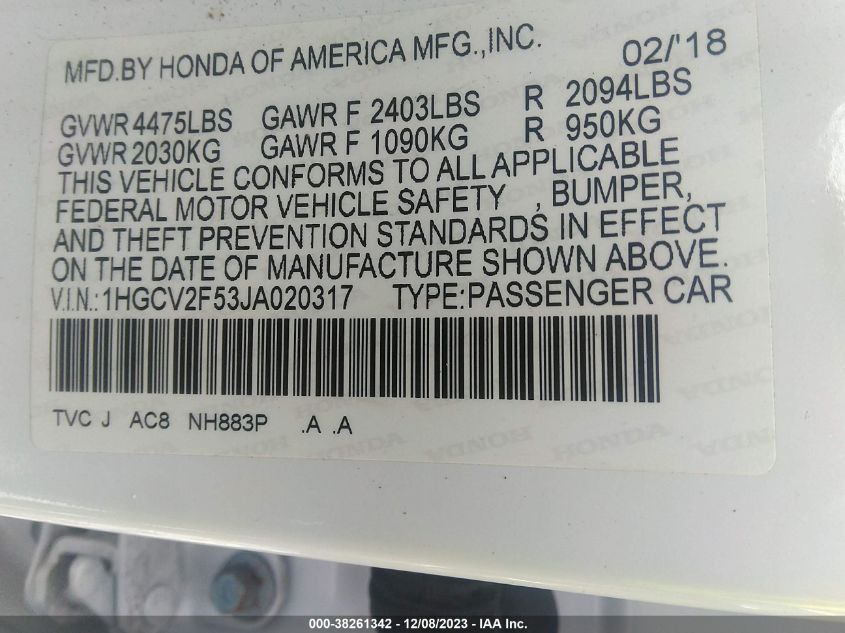 MFD.BY HONDA OF AMERICA MFG.,INC. 02/'18
GVWR 4475LBS GAWR F 2403LBS R 2094LBS
GVWR 2030KG GAWR F 1090KG R 950KG
THIS VEHICLE CONFORMS TO ALL APPLICABLE
FEDERAL MOTOR VEHICLE SAFETY , BUMPER,
AND THEFT PREVENTION STANDARDS IN EFFECT
ON THE DATE OF MANUFACTURE SHOWN ABOVE.
V.I.N.: 1HGCV2F53JA020317 TYPE:PASSENGER CAR
TVC J AC8 NH883P .A .A
HONDA HONDA HONDA
000-38261342 - 12/08/2023 - IAA Inc.